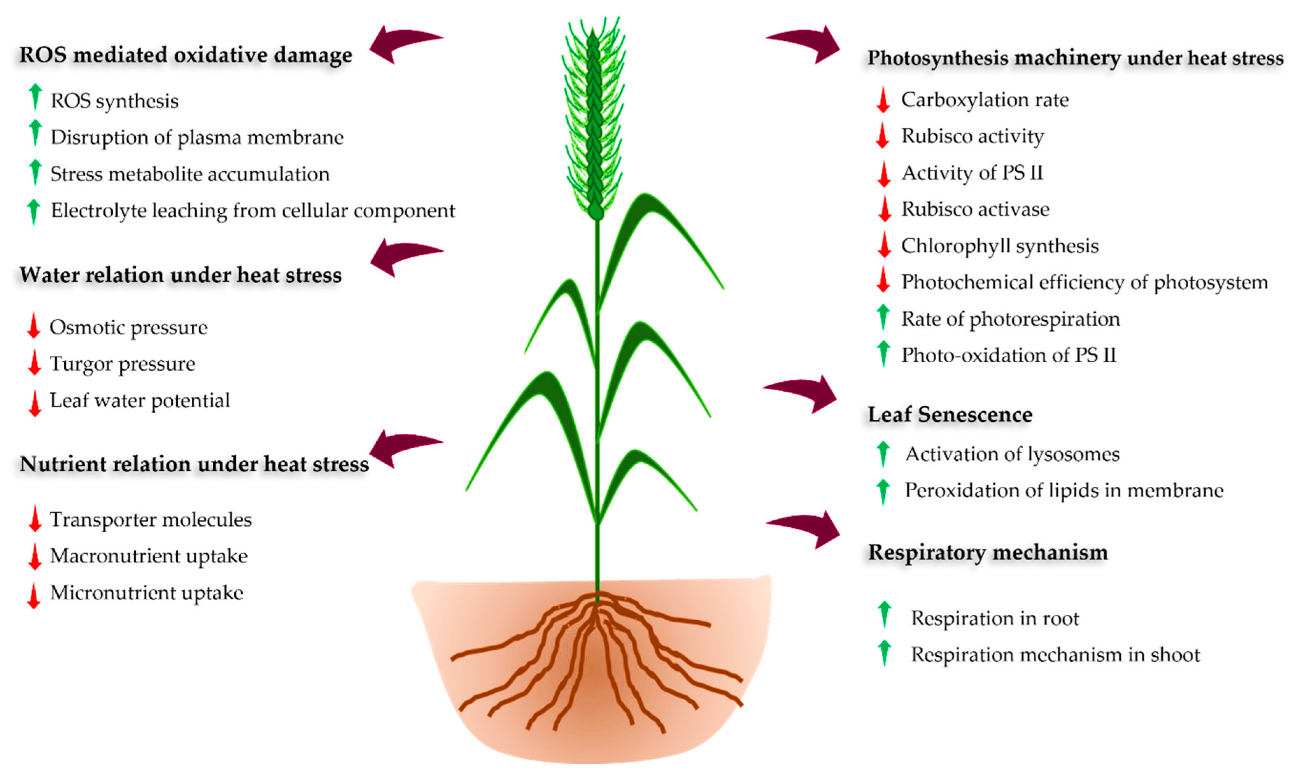 ROS mediated oxidative damage
ROS synthesis
Disruption of plasma membrane
Stress metabolite accumulation
Electrolyte leaching from cellular component
Water relation under heat stress
Osmotic pressure
Turgor pressure
Leaf water potential
Nutrient relation under heat stress
Transporter molecules
Macronutrient uptake
Micronutrient uptake
Photosynthesis machinery under heat stress
Carboxylation rate
Rubisco activity
Activity of PS II
Rubisco activase
Chlorophyll synthesis
Photochemical efficiency of photosystem
Rate of photorespiration
Photo-oxidation of PS II
Leaf Senescence
Activation of lysosomes
Peroxidation of lipids in membrane
Respiratory mechanism
Respiration in root
Respiration mechanism in shoot